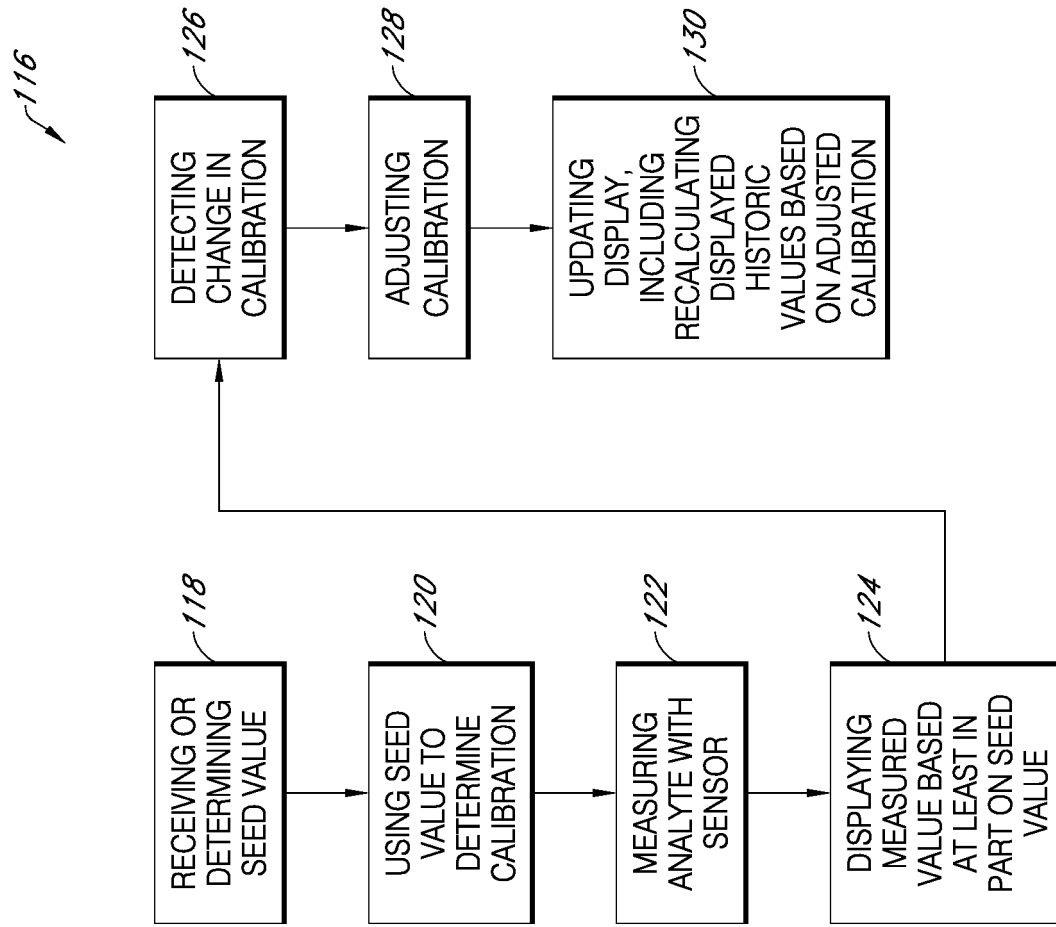 116
118
RECEIVING OR
DETERMINING
SEED VALUE
120
USING SEED
VALUE TO
DETERMINE
CALIBRATION
122
MEASURING
ANALYTE WITH
SENSOR
124
DISPLAYING
MEASURED
VALUE BASED
AT LEAST IN
PART ON SEED
VALUE
126
DETECTING
CHANGE IN
CALIBRATION
128
ADJUSTING
CALIBRATION
130
UPDATING
DISPLAY,
INCLUDING
RECALCULATING
DISPLAYED
HISTORIC
VALUES BASED
ON ADJUSTED
CALIBRATION